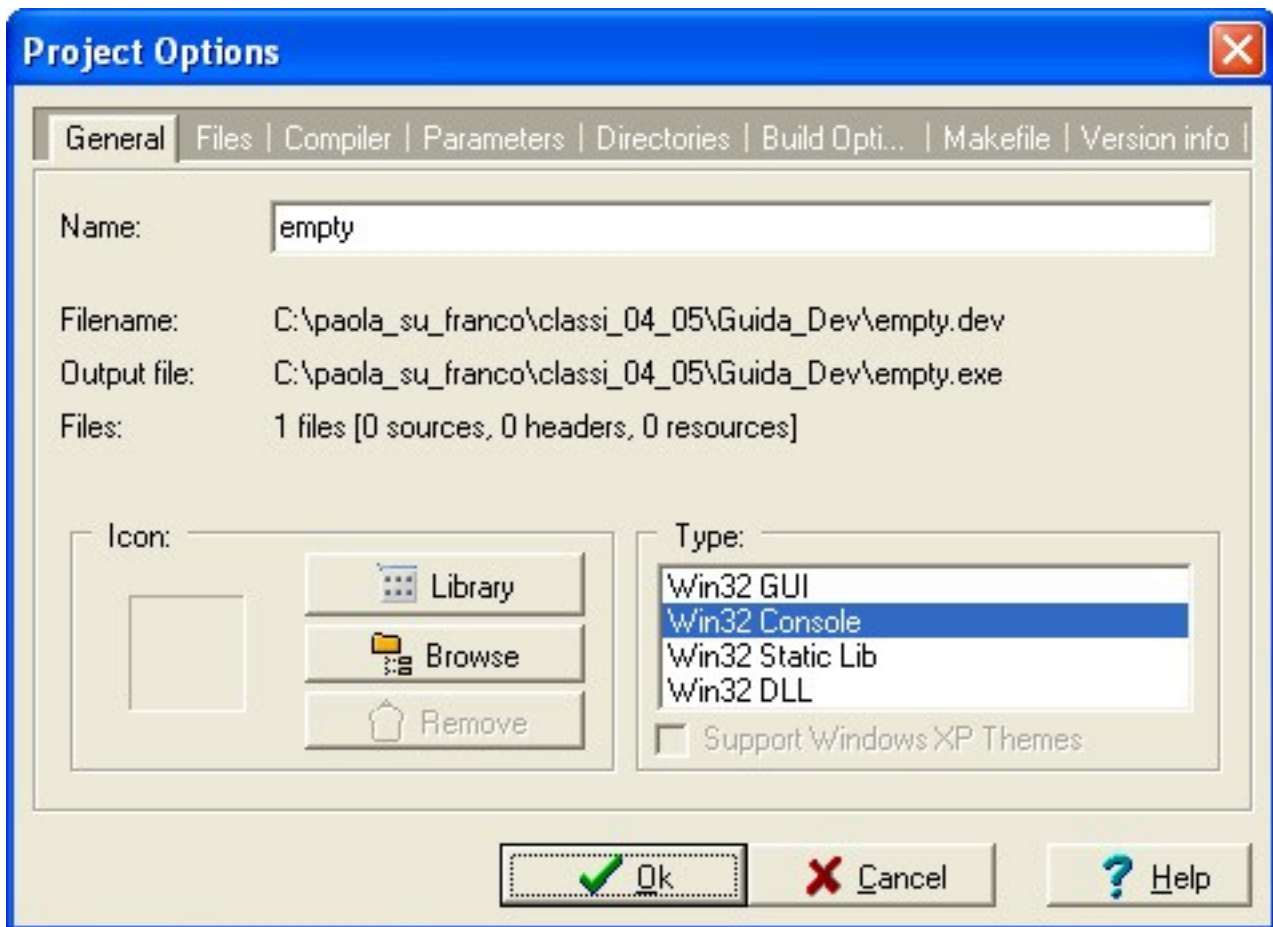 Project Options
General | Files | Compiler | Parameters | Directories | Build Opti... | Makefile | Version info |
Name: empty
Filename: C:\paola_su_franco\classi_04_05\Guida_Dev\empty.dev
Output file: C:\paola_su_franco\classi_04_05\Guida_Dev\empty.exe
Files: 1 files [0 sources, 0 headers, 0 resources]
Icon:
Library
Browse
Remove
Type:
Win32 GUI
Win32 Console
Win32 Static Lib
Win32 DLL
Support Windows XP Themes
Ok
Cancel
Help